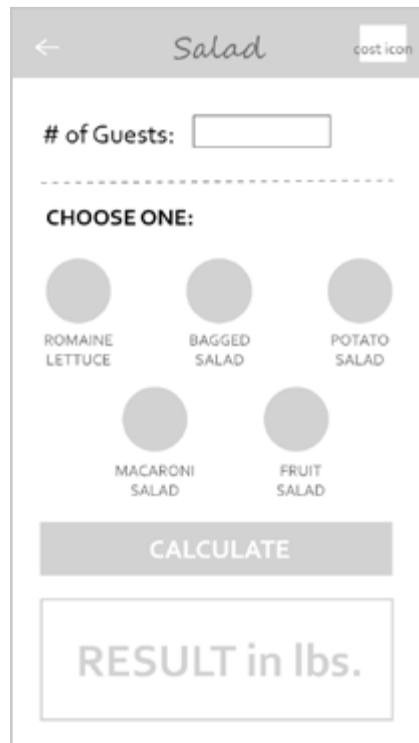 Salad
cost icon
# of Guests:
CHOOSE ONE:
ROMAINE
LETTUCE
BAGGED
SALAD
POTATO
SALAD
MACARONI
SALAD
FRUIT
SALAD
CALCULATE
RESULT in lbs.